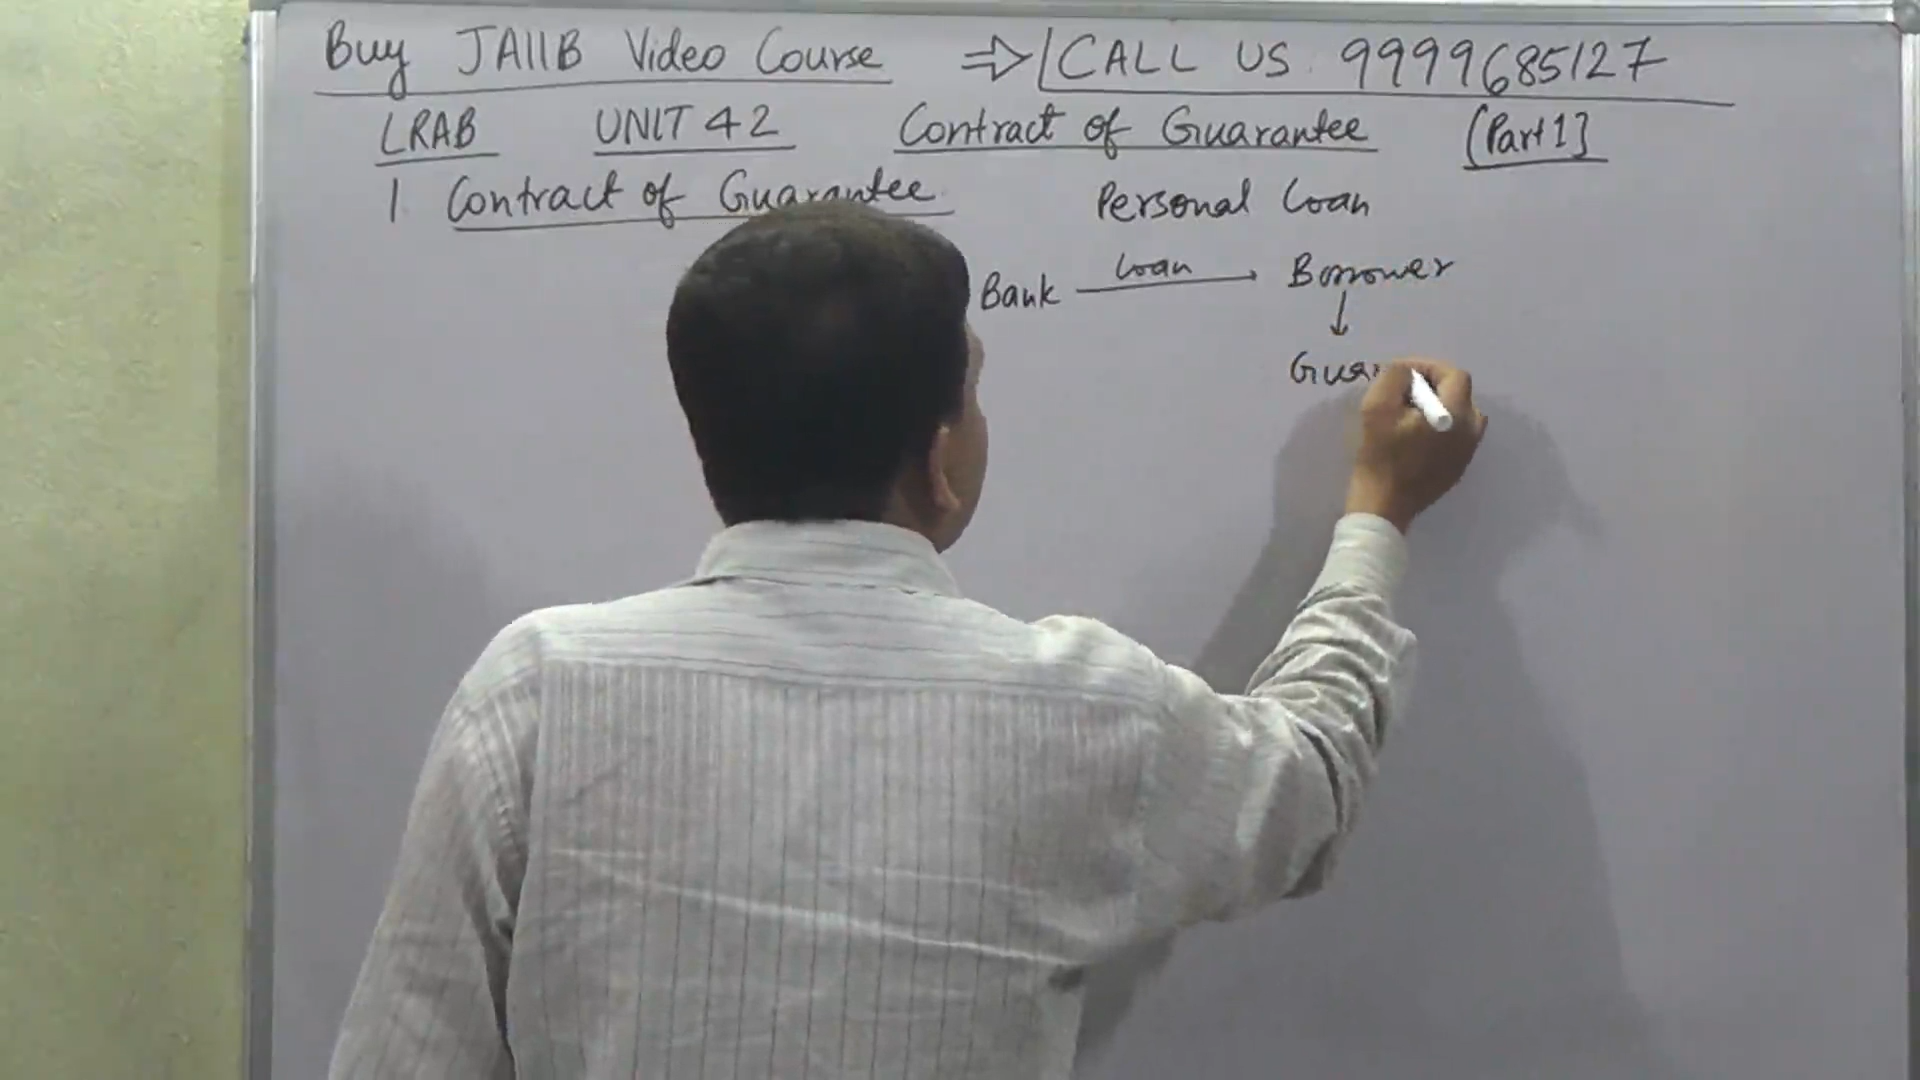 Buy JAIIB Video Course ⇒ CALL US 9999685127
LRAB UNIT 42 Contract of Guarantee [Part 1]
1 Contract of Guarantee Personal Loan
Bank Loan → Borrower
↓
Guar